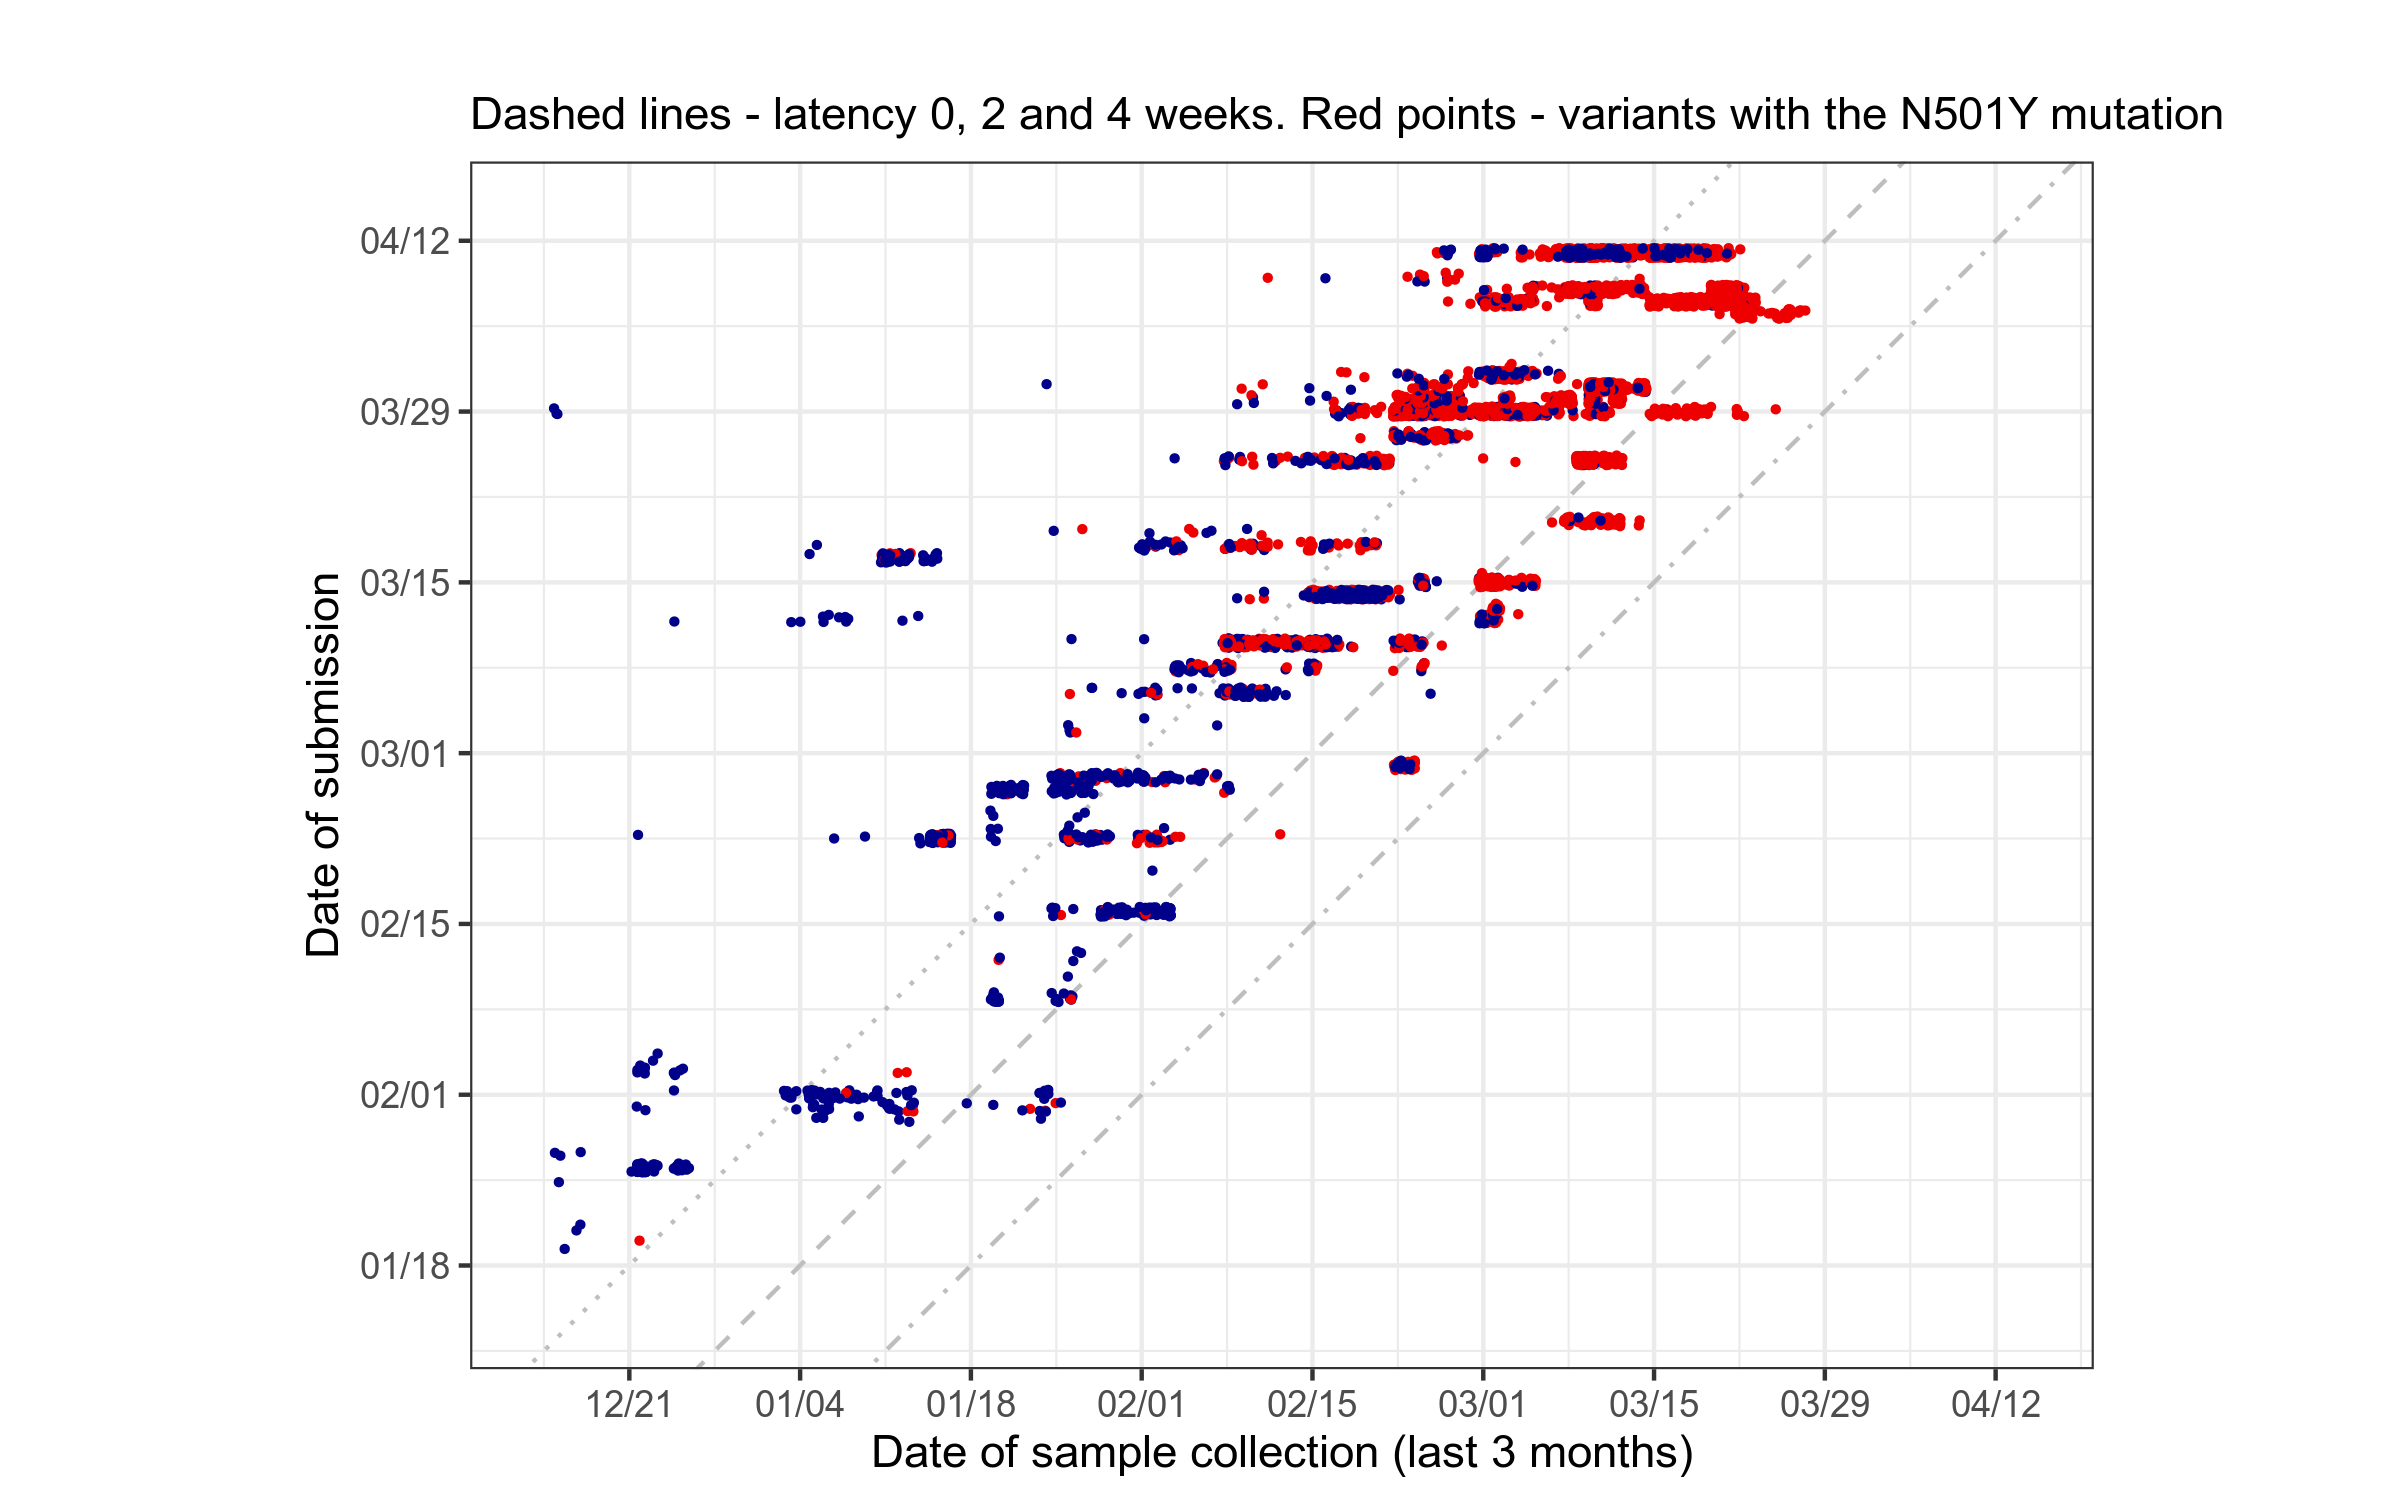 Dashed lines - latency 0, 2 and 4 weeks. Red points - variants with the N501Y mutation
Date of submission
04/12
03/29
03/15
03/01
02/15
02/01
01/18
12/21 01/04 01/18 02/01 02/15 03/01 03/15 03/29 04/12
Date of sample collection (last 3 months)